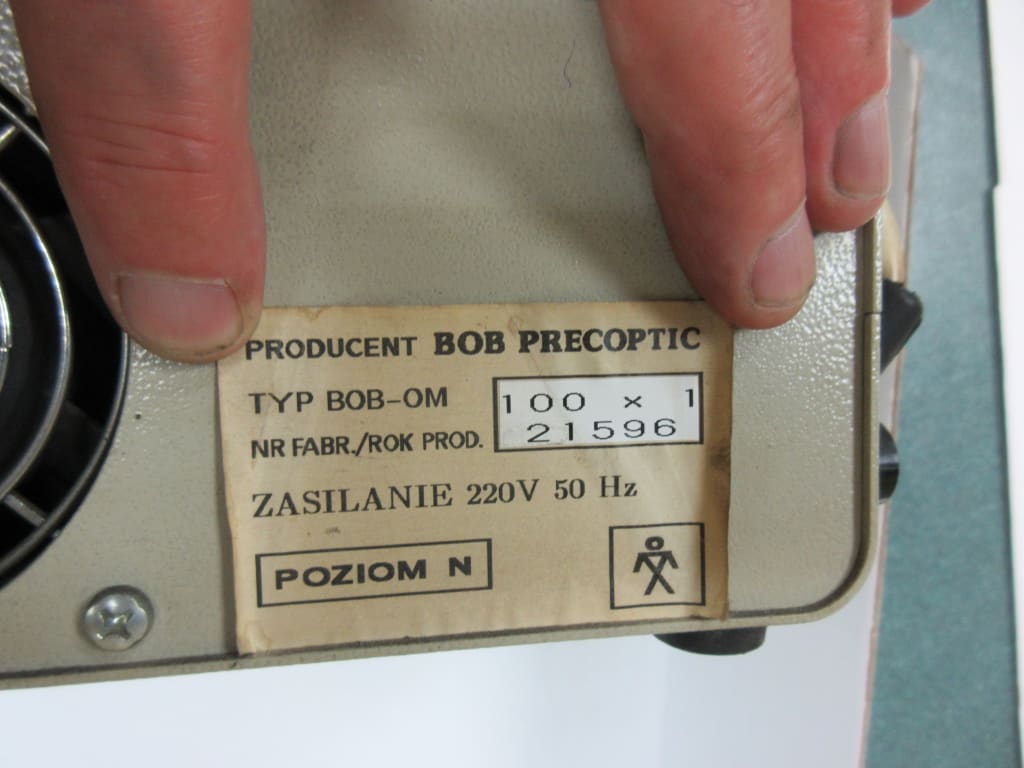 PRODUCENT BOB PRECOPTIC
TYP BOB-OM 100 x 1
NR FABR./ROK PROD. 21596
ZASILANIE 220V 50 Hz
POZIOM N